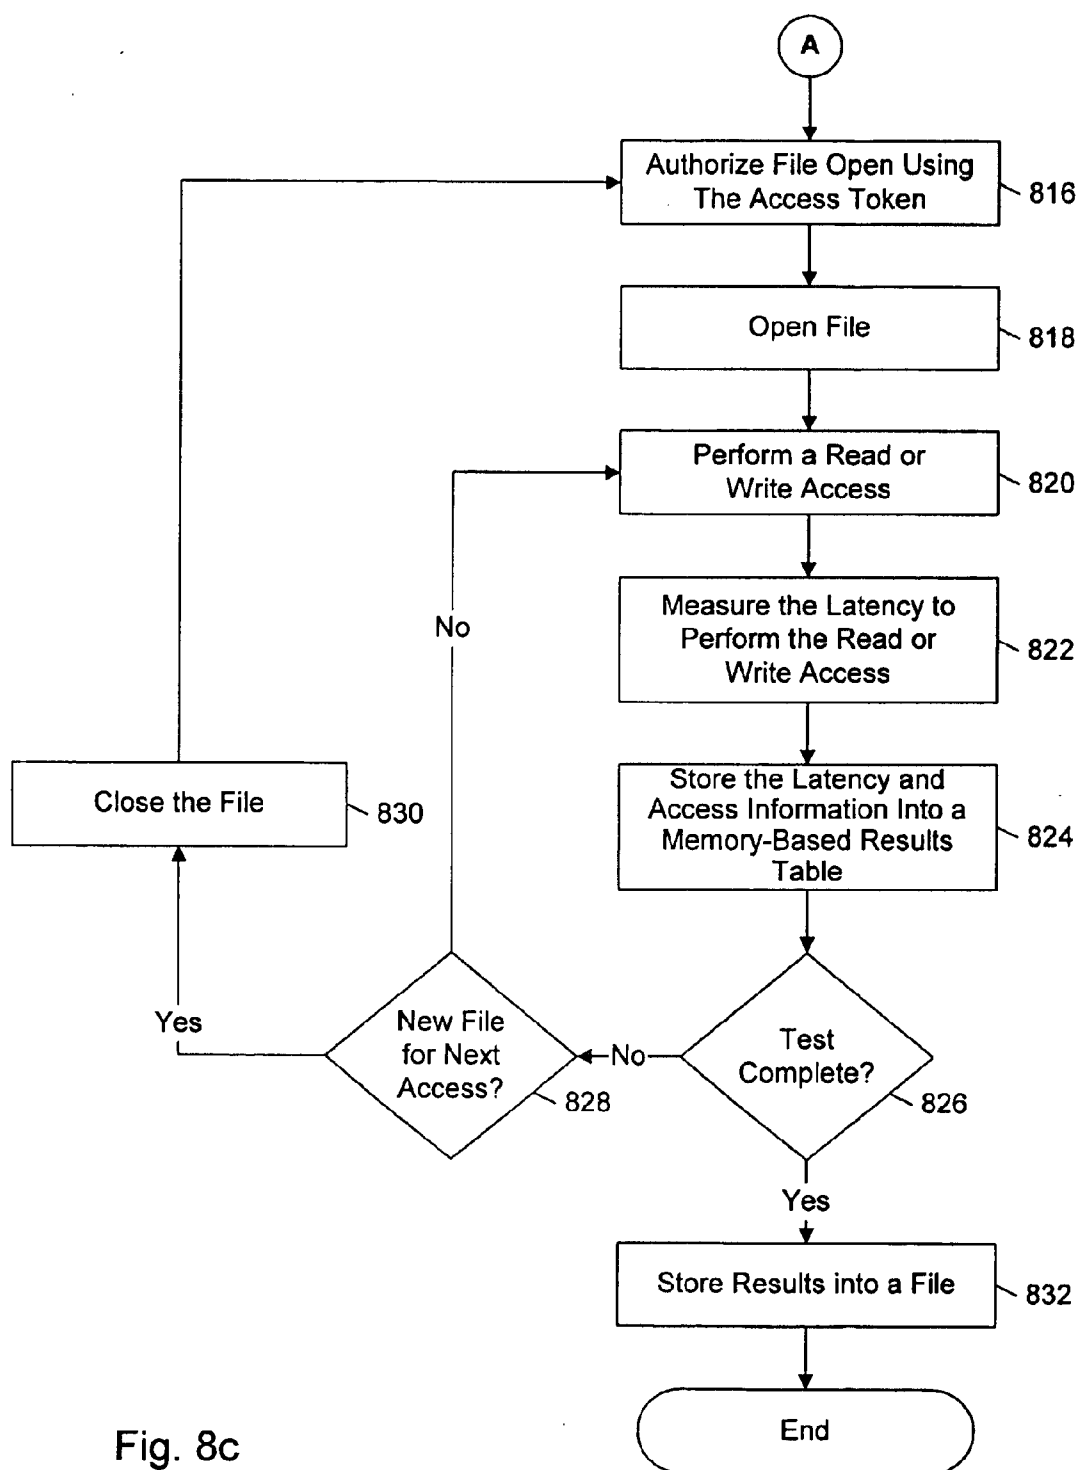 A
Authorize File Open Using
The Access Token
816
Open File
818
Perform a Read or
Write Access
820
No
Measure the Latency to
Perform the Read or
Write Access
822
Store the Latency and
Access Information Into a
Memory-Based Results
Table
824
Close the File
830
Yes
New File
for Next
Access?
828
No
Test
Complete?
826
Yes
Store Results into a File
832
End
Fig. 8c